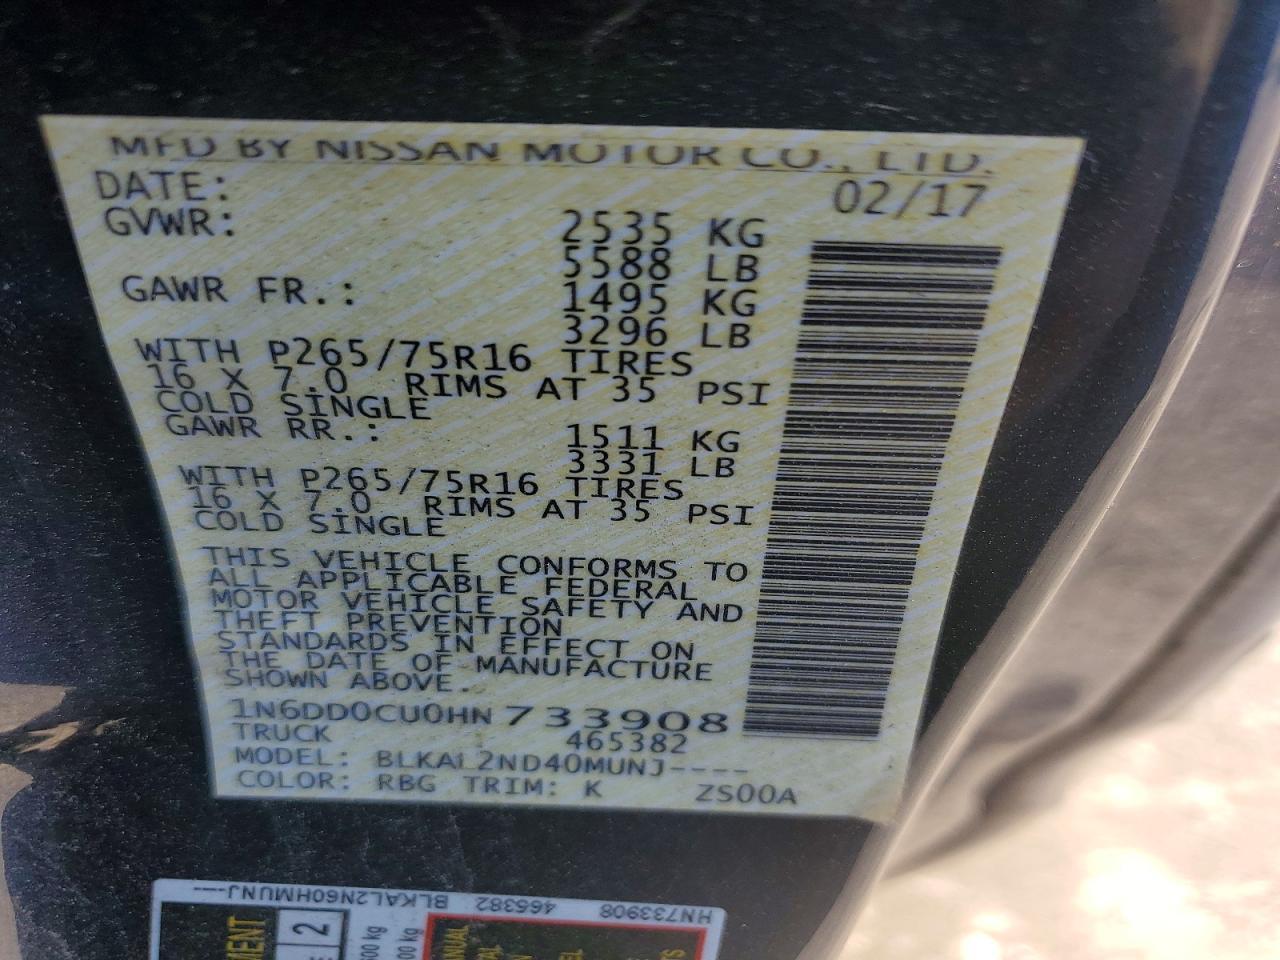 MFD BY NISSAN MOTOR CO., LTD.
DATE: 02/17
GVWR: 2535 KG
5588 LB
GAWR FR.: 1495 KG
3296 LB
WITH P265/75R16 TIRES
16 X 7.0 RIMS AT 35 PSI
COLD SINGLE
GAWR RR.: 1511 KG
3331 LB
WITH P265/75R16 TIRES
16 X 7.0 RIMS AT 35 PSI
COLD SINGLE
THIS VEHICLE CONFORMS TO
ALL APPLICABLE FEDERAL
MOTOR VEHICLE SAFETY AND
THEFT PREVENTION
STANDARDS IN EFFECT ON
THE DATE OF MANUFACTURE
SHOWN ABOVE.
1N6DD0CU0HN733908
TRUCK 465382
MODEL: BLKAL2ND40MUNJ----
COLOR: RBG TRIM: K ZS00A
HN733908 465382 BLKAL2N60HMUNJ---
2